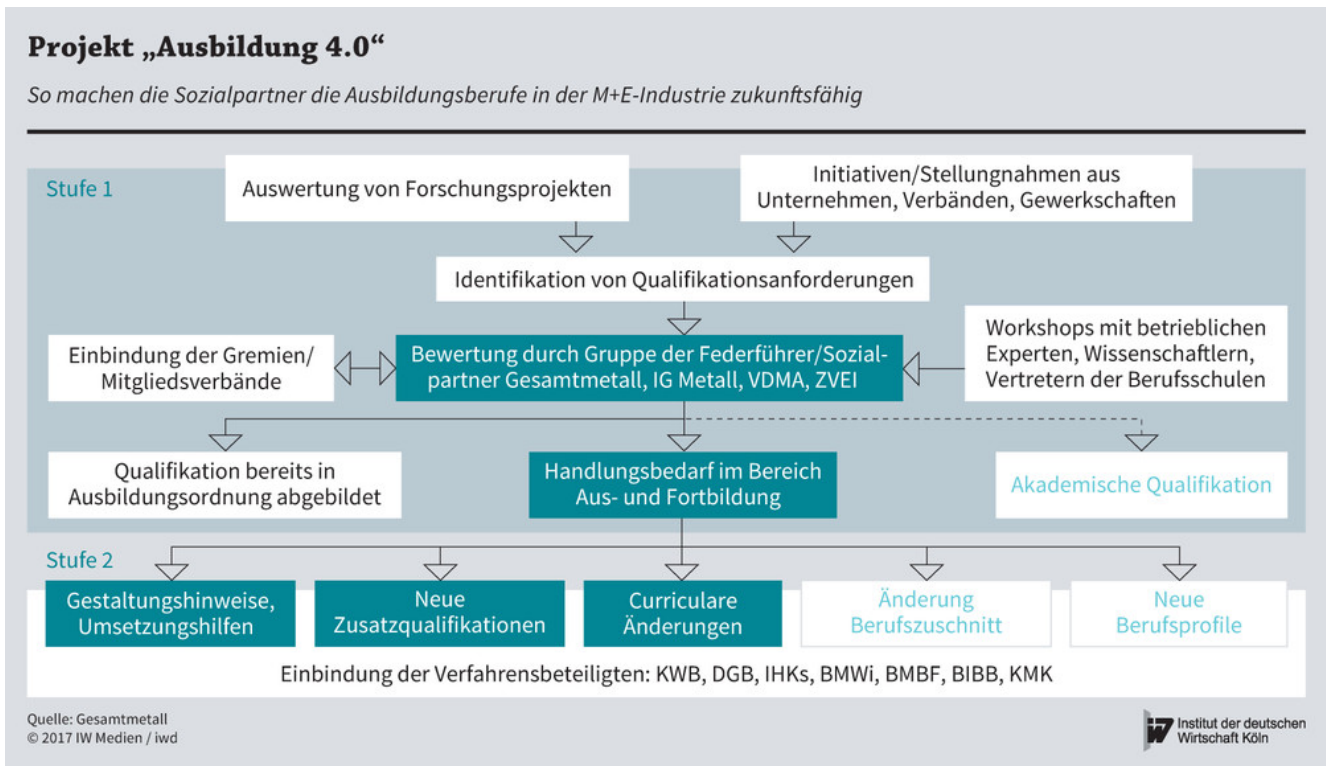 Projekt „Ausbildung 4.0“
So machen die Sozialpartner die Ausbildungsberufe in der M+E-Industrie zukunftsfähig
Stufe 1
Auswertung von Forschungsprojekten
Initiativen/Stellungnahmen aus
Unternehmen, Verbänden, Gewerkschaften
Identifikation von Qualifikationsanforderungen
Einbindung der Gremien/
Mitgliedsverbände
Bewertung durch Gruppe der Federführer/Sozial-
partner Gesamtmetall, IG Metall, VDMA, ZVEI
Workshops mit betrieblichen
Experten, Wissenschaftlern,
Vertretern der Berufsschulen
Qualifikation bereits in
Ausbildungsordnung abgebildet
Handlungsbedarf im Bereich
Aus- und Fortbildung
Akademische Qualifikation
Stufe 2
Gestaltungshinweise,
Umsetzungshilfen
Neue
Zusatzqualifikationen
Curriculare
Änderungen
Änderung
Berufszuschnitt
Neue
Berufsprofile
Einbindung der Verfahrensbeteiligten: KWB, DGB, IHKs, BMWi, BMBF, BIBB, KMK
Quelle: Gesamtmetall
© 2017 IW Medien / iwd
iw
Institut der deutschen
Wirtschaft Köln